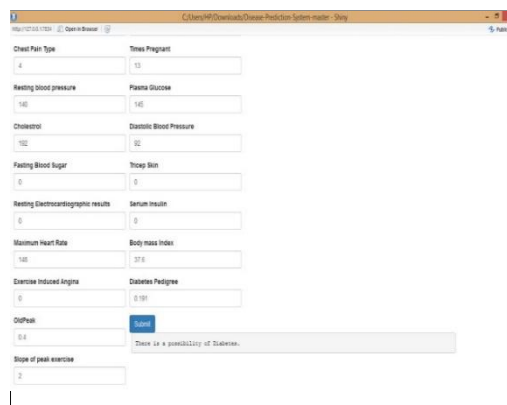 C:/Users/HP/Downloads/Disease-Prediction-System-master - Shiny
Open in Browser
Chest Pain Type
Times Pregnant
4
13
Resting blood pressure
Plasma Glucose
140
145
Cholestrol
Diastolic Blood Pressure
192
82
Fasting Blood Sugar
Tricep Skin
0
0
Resting Electrocardiographic results
Serum Insulin
0
0
Maximum Heart Rate
Body mass Index
148
37.8
Exercise Induced Angina
Diabetes Pedigree
0
0.191
OldPeak
Submit
0.4
There is a possibility of Diabetes.
Slope of peak exercise
2